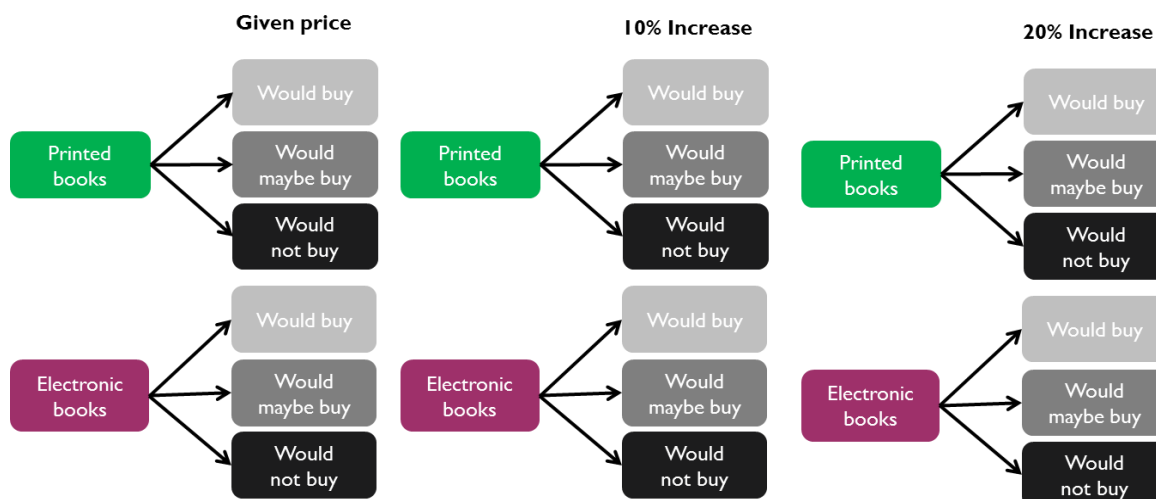 Given price
10% Increase
20% Increase
Would buy
Printed
books
Would
maybe buy
Would
not buy
Would buy
Printed
books
Would
maybe buy
Would
not buy
Would buy
Printed
books
Would
maybe buy
Would
not buy
Would buy
Electronic
books
Would
maybe buy
Would
not buy
Would buy
Electronic
books
Would
maybe buy
Would
not buy
Would buy
Electronic
books
Would
maybe buy
Would
not buy